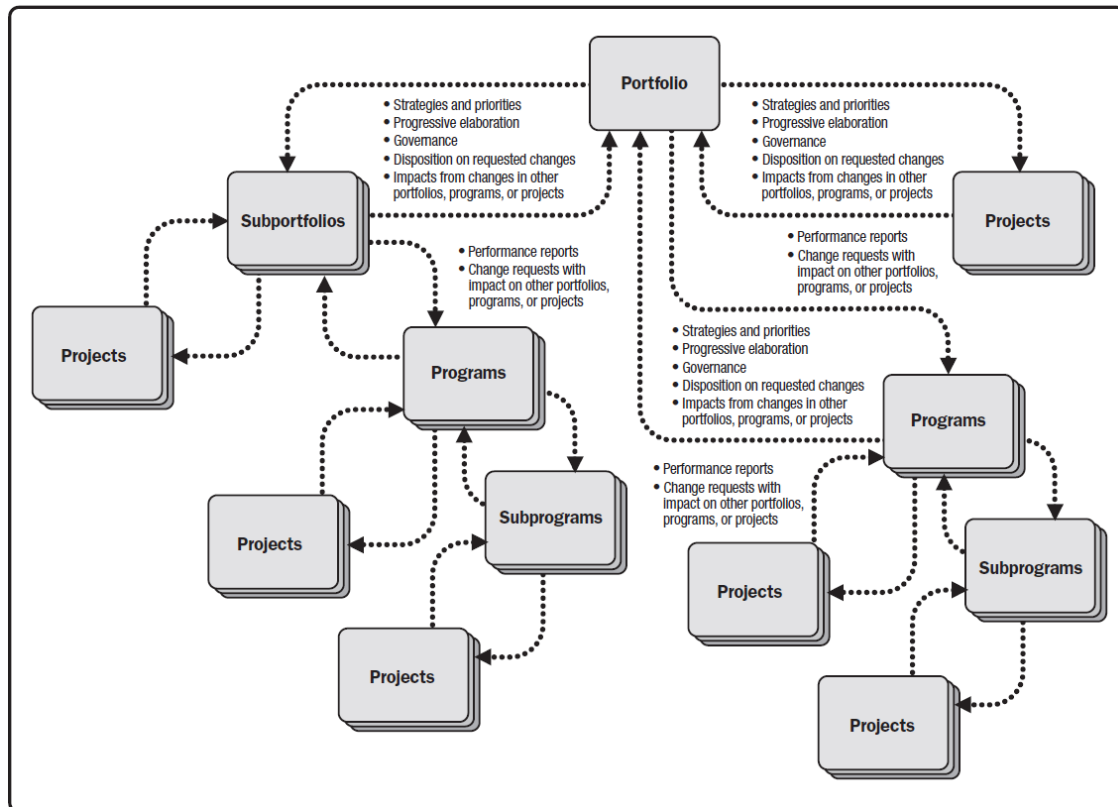 Portfolio
• Strategies and priorities
• Progressive elaboration
• Governance
• Disposition on requested changes
• Impacts from changes in other
portfolios, programs, or projects
• Strategies and priorities
• Progressive elaboration
• Governance
• Disposition on requested changes
• Impacts from changes in other
portfolios, programs, or projects
Subportfolios
Projects
• Performance reports
• Change requests with
impact on other portfolios,
programs, or projects
• Performance reports
• Change requests with
impact on other portfolios,
programs, or projects
Projects
Programs
• Strategies and priorities
• Progressive elaboration
• Governance
• Disposition on requested changes
• Impacts from changes in other
portfolios, programs, or projects
Programs
• Performance reports
• Change requests with
impact on other portfolios,
programs, or projects
Projects
Subprograms
Projects
Subprograms
Projects
Projects